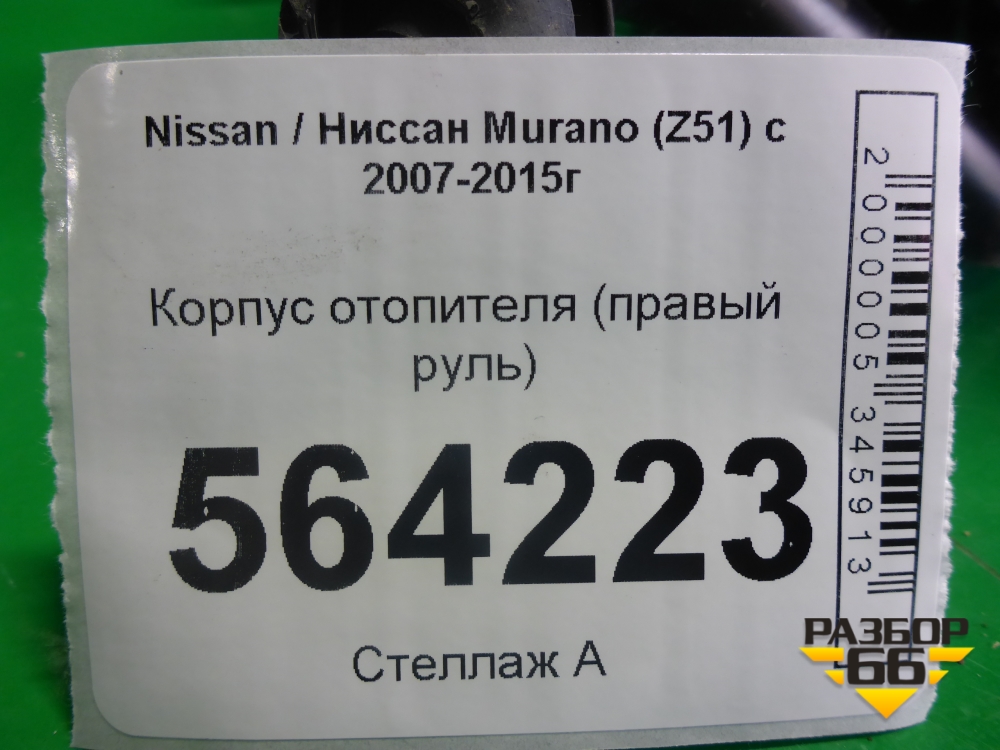 Nissan / Ниссан Murano (Z51) с
2007-2015г
Корпус отопителя (правый
руль)
564223
Стеллаж А
2000005345913
РАЗБОР
66